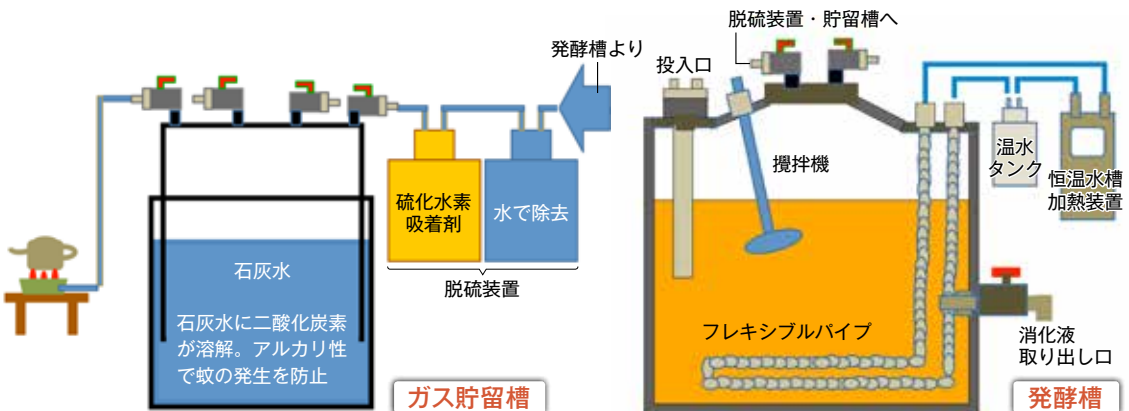 発酵槽より
硫化水素
吸着剤
水で除去
脱硫装置
石灰水
石灰水に二酸化炭素
が溶解。アルカリ性
で蚊の発生を防止
ガス貯留槽
脱硫装置・貯留槽へ
投入口
攪拌機
温水
タンク
恒温水槽
加熱装置
フレキシブルパイプ
消化液
取り出し口
発酵槽